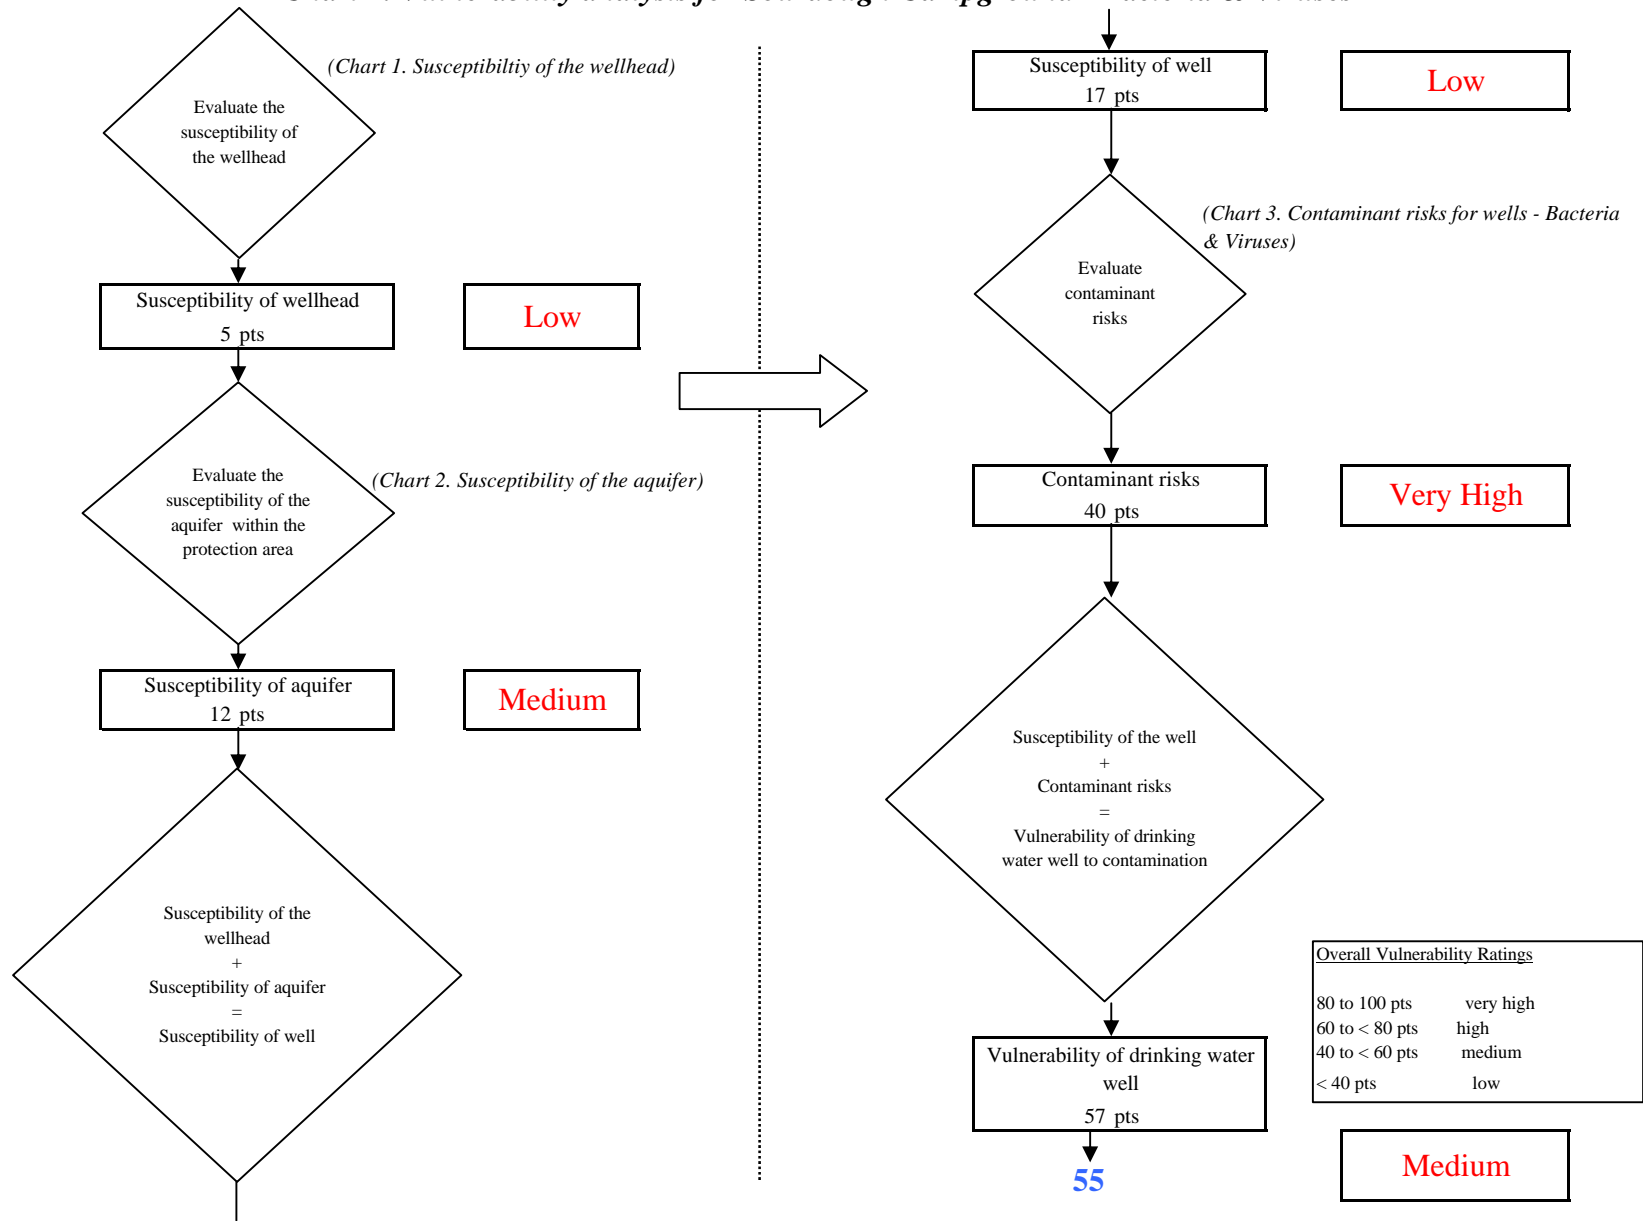 (Chart 1. Susceptibiltiy of the wellhead)
Evaluate the
susceptibility of
the wellhead
Susceptibility of wellhead
5 pts
Low
Evaluate the
susceptibility of the
aquifer within the
protection area
(Chart 2. Susceptibility of the aquifer)
Susceptibility of aquifer
12 pts
Medium
Susceptibility of the
wellhead
+
Susceptibility of aquifer
=
Susceptibility of well
Susceptibility of well
17 pts
Low
(Chart 3. Contaminant risks for wells - Bacteria
& Viruses)
Evaluate
contaminant
risks
Contaminant risks
40 pts
Very High
Susceptibility of the well
+
Contaminant risks
=
Vulnerability of drinking
water well to contamination
Overall Vulnerability Ratings
80 to 100 pts very high
60 to < 80 pts high
40 to < 60 pts medium
< 40 pts low
Vulnerability of drinking water
well
57 pts
55
Medium